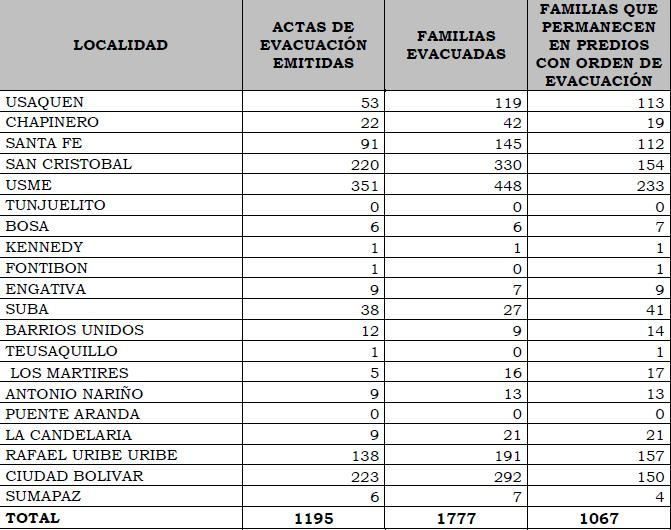 LOCALIDAD ACTAS DE EVACUACIÓN EMITIDAS FAMILIAS EVACUADAS FAMILIAS QUE PERMANECEN EN PREDIOS CON ORDEN DE EVACUACIÓN
USAQUEN 53 119 113
CHAPINERO 22 42 19
SANTA FE 91 145 112
SAN CRISTOBAL 220 330 154
USME 351 448 233
TUNJUELITO 0 0 0
BOSA 6 6 7
KENNEDY 1 1 1
FONTIBON 1 0 1
ENGATIVA 9 7 9
SUBA 38 27 41
BARRIOS UNIDOS 12 9 14
TEUSAQUILLO 1 0 1
LOS MARTIRES 5 16 17
ANTONIO NARIÑO 9 13 13
PUENTE ARANDA 0 0 0
LA CANDELARIA 9 21 21
RAFAEL URIBE URIBE 138 191 157
CIUDAD BOLIVAR 223 292 150
SUMAPAZ 6 7 4
TOTAL 1195 1777 1067